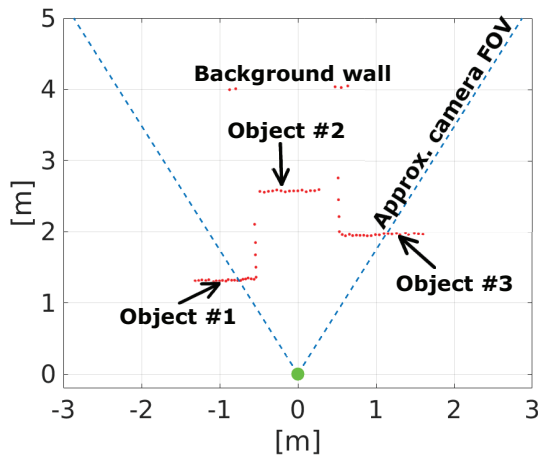 5
4
3
2
1
0
[m]
Background wall
Object #2
Approx. camera FOV
Object #3
Object #1
-3
-2
-1
0
1
2
3
[m]